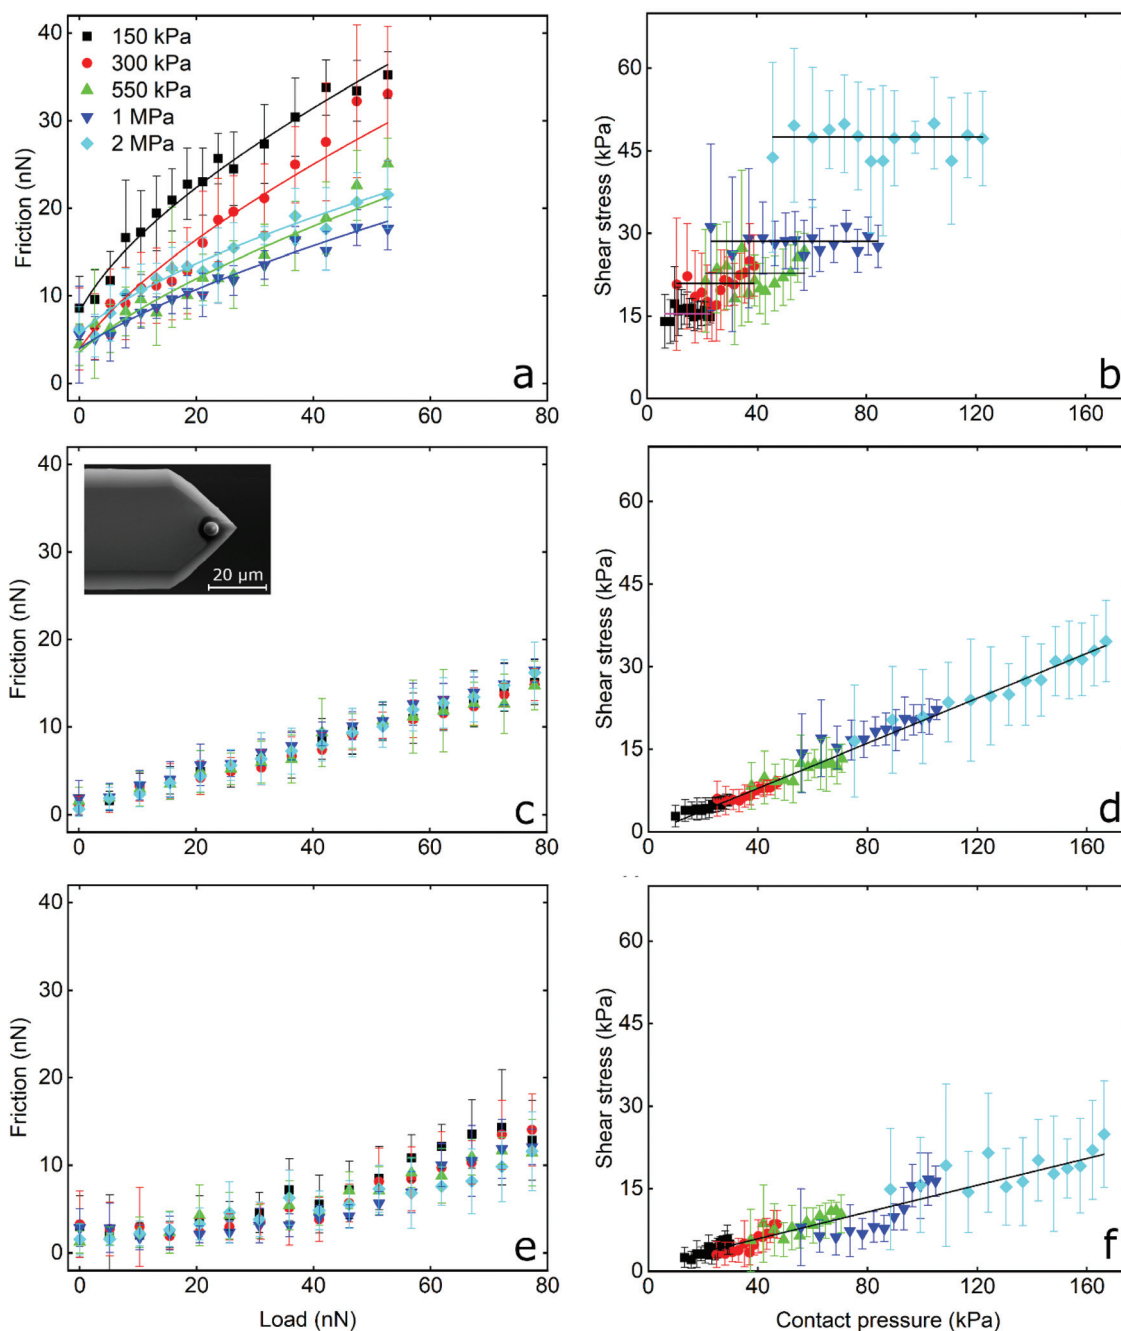 40
30
20
10
0
Friction (nN)
150 kPa
300 kPa
550 kPa
1 MPa
2 MPa
a
0 20 40 60 80
60
45
30
15
0
Shear stress (kPa)
b
0 40 80 120 160
40
30
20
10
0
Friction (nN)
20 µm
c
0 20 40 60 80
60
45
30
15
0
Shear stress (kPa)
d
0 40 80 120 160
40
30
20
10
0
Friction (nN)
e
0 20 40 60 80
Load (nN)
60
45
30
15
0
Shear stress (kPa)
f
0 40 80 120 160
Contact pressure (kPa)